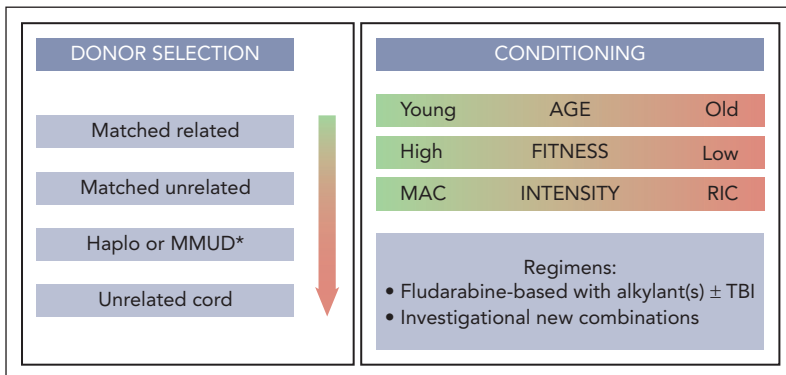 DONOR SELECTION
Matched related
Matched unrelated
Haplo or MMUD*
Unrelated cord
CONDITIONING
Young AGE Old
High FITNESS Low
MAC INTENSITY RIC
Regimens:
• Fludarabine-based with alkylant(s) ± TBI
• Investigational new combinations